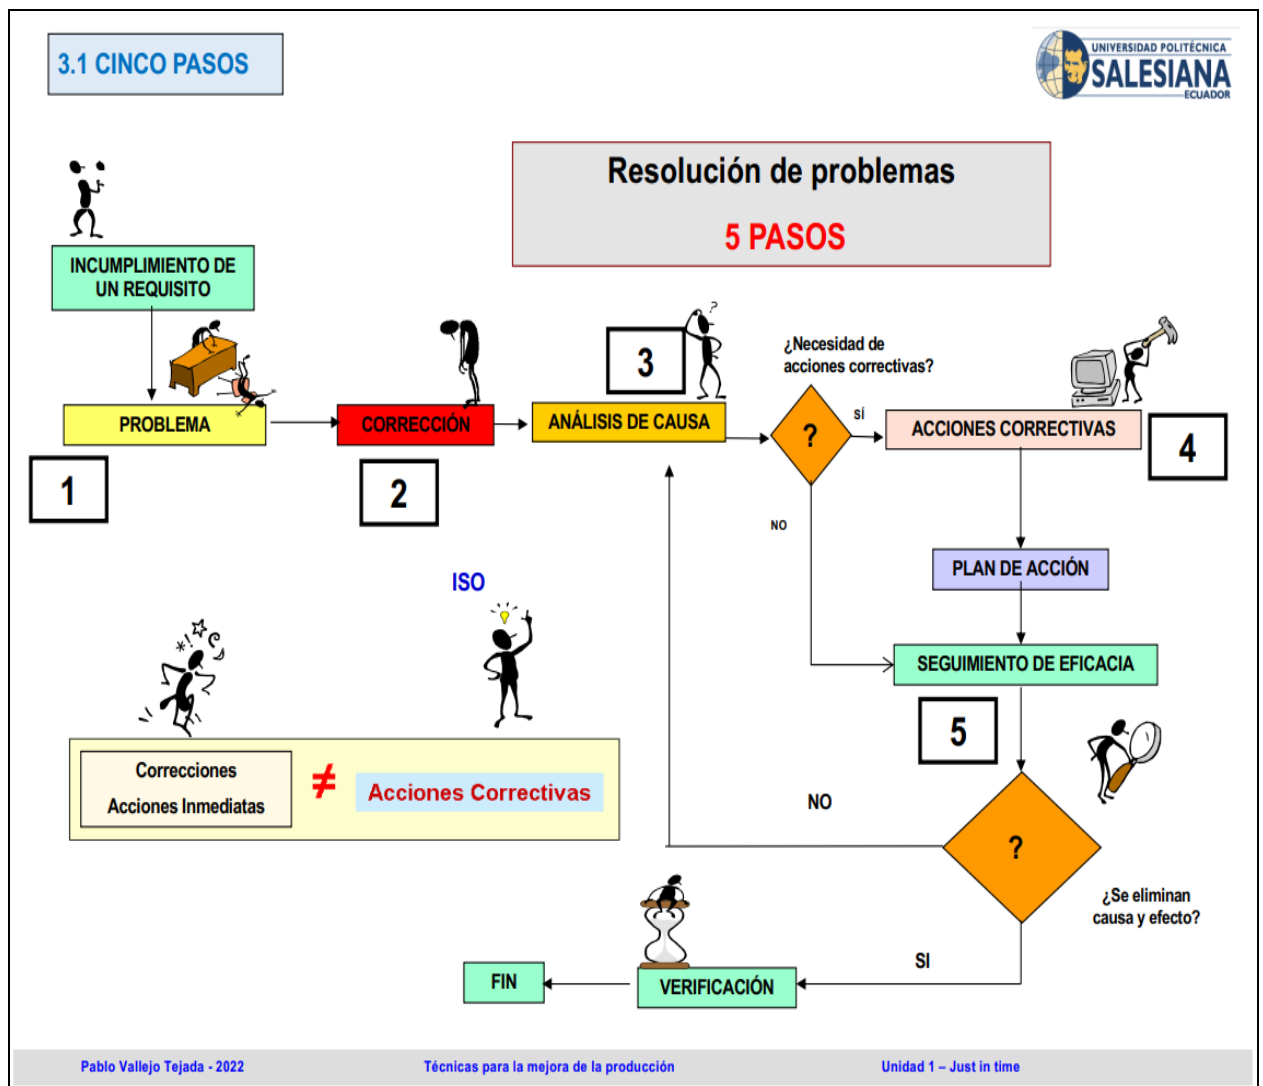 3.1 CINCO PASOS
UNIVERSIDAD POLITÉCNICA
SALESIANA
ECUADOR
Resolución de problemas
5 PASOS
INCUMPLIMIENTO DE
UN REQUISITO
PROBLEMA
1
CORRECCIÓN
2
3
ANÁLISIS DE CAUSA
?
¿Necesidad de
acciones correctivas?
?
SÍ
NO
ACCIONES CORRECTIVAS
4
PLAN DE ACCIÓN
SEGUIMIENTO DE EFICACIA
5
ISO
*!
Correcciones
Acciones Inmediatas
≠
Acciones Correctivas
NO
?
¿Se eliminan
causa y efecto?
SI
VERIFICACIÓN
FIN
Pablo Vallejo Tejada - 2022
Técnicas para la mejora de la producción
Unidad 1 – Just in time